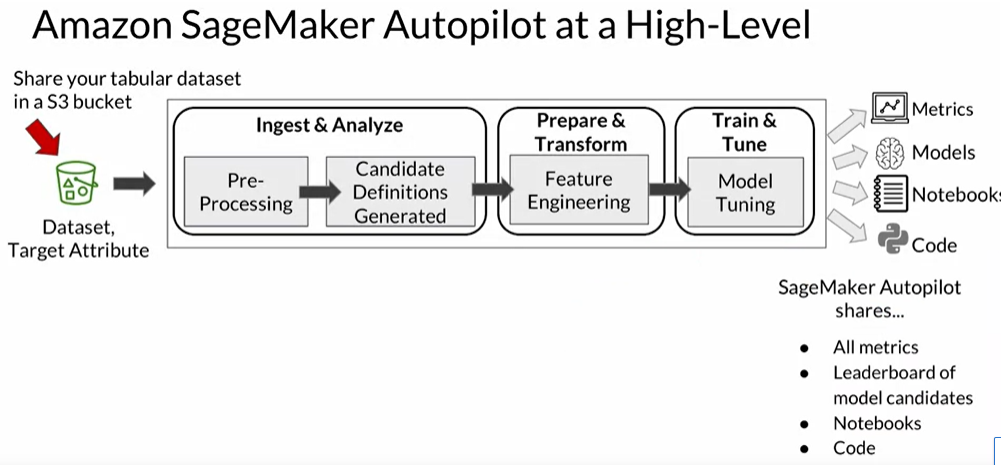 Amazon SageMaker Autopilot at a High-Level
Share your tabular dataset
in a S3 bucket
Dataset,
Target Attribute
Ingest & Analyze
Pre-
Processing
Candidate
Definitions
Generated
Prepare &
Transform
Feature
Engineering
Train &
Tune
Model
Tuning
Metrics
Models
Notebooks
Code
SageMaker Autopilot
shares...
● All metrics
● Leaderboard of
model candidates
● Notebooks
● Code